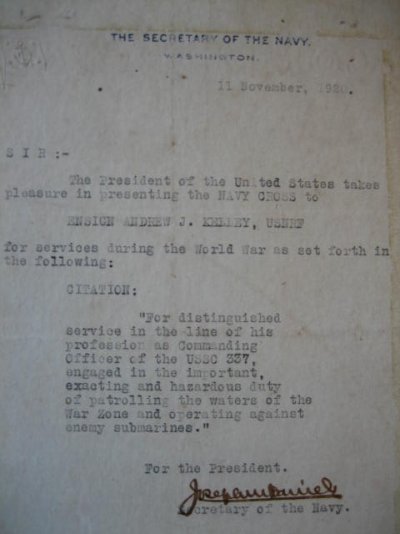 THE SECRETARY OF THE NAVY.
WASHINGTON.
11 November, 1920.
S I R :-
The President of the United States takes
pleasure in presenting the NAVY CROSS to
ENSIGN ANDREW J. KELLEY, USNRF
for services during the World War as set forth in
the following:
CITATION:
"For distinguished
service in the line of his
profession as Commanding
Officer of the USSC 337,
engaged in the important,
exacting and hazardous duty
of patrolling the waters of the
War Zone and operating against
enemy submarines."
For the President.
Josephus Daniels
Secretary of the Navy.